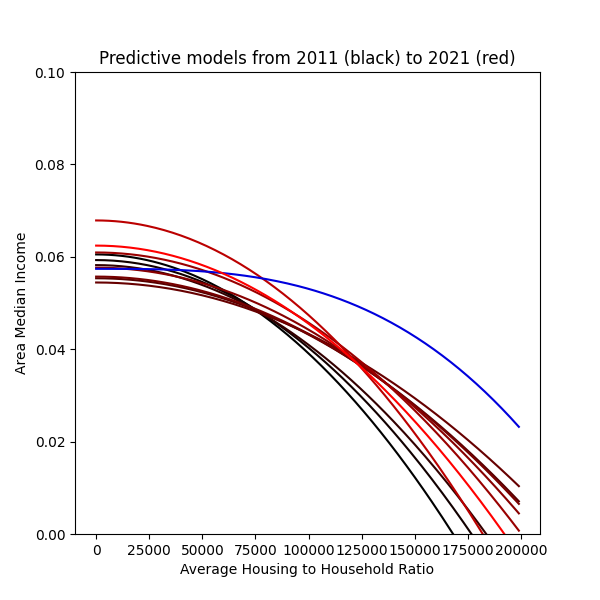 Predictive models from 2011 (black) to 2021 (red)
0.10
0.08
0.06
0.04
0.02
0.00
Area Median Income
0 25000 50000 75000 100000 125000 150000 175000 200000
Average Housing to Household Ratio